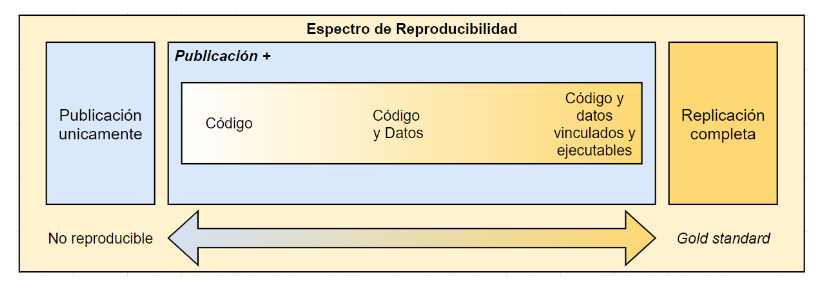 Espectro de Reproducibilidad
Publicación
unicamente
Publicación +
Código
Código
y Datos
Código y
datos
vinculados y
ejecutables
Replicación
completa
No reproducible
Gold standard